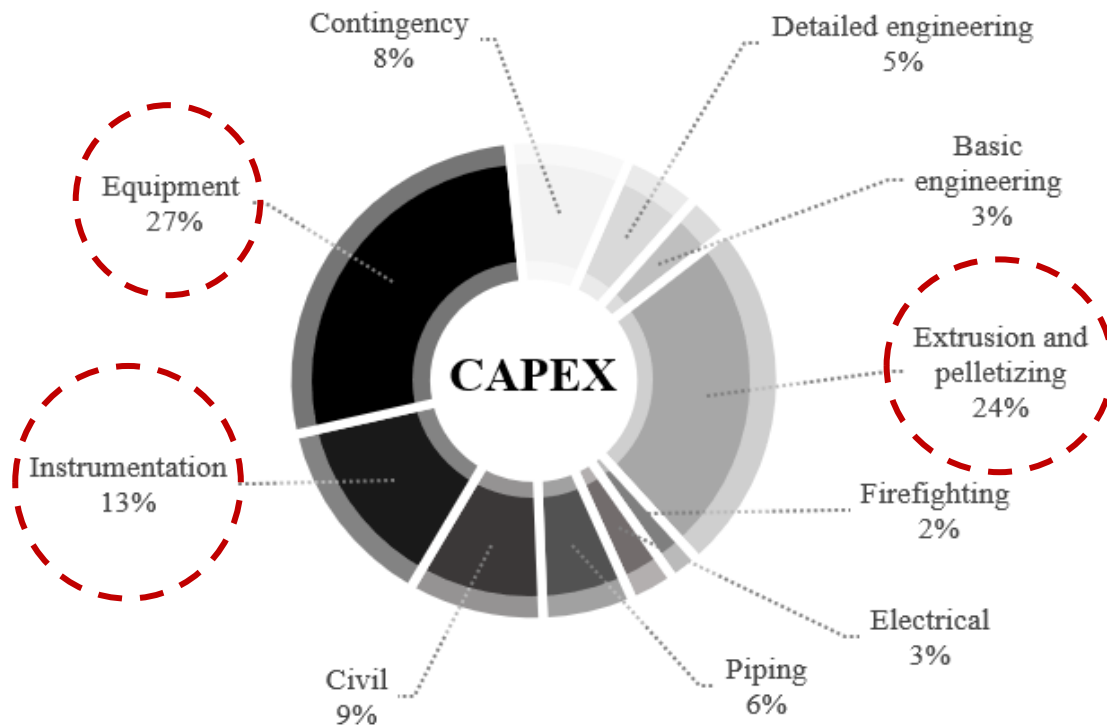 Contingency
8%
Detailed engineering
5%
Basic
engineering
3%
Equipment
27%
Extrusion and
pelletizing
24%
CAPEX
Instrumentation
13%
Firefighting
2%
Electrical
3%
Piping
6%
Civil
9%